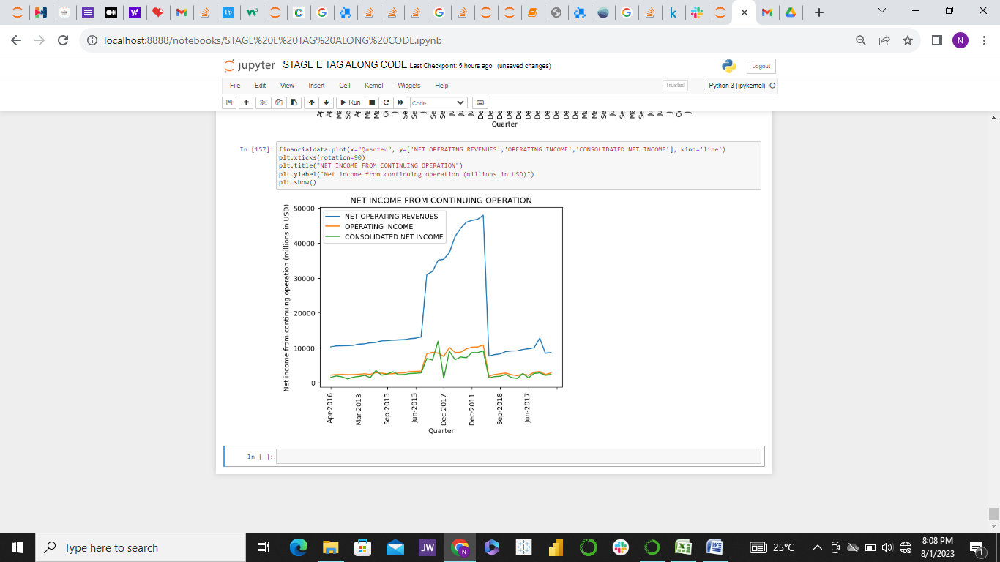 localhost:8888/notebooks/STAGE%20E%20TAG%20ALONG%20CODE.ipynb
N
jupyter STAGE E TAG ALONG CODE Last Checkpoint: 5 hours ago (unsaved changes)
Logout
File Edit View Insert Cell Kernel Widgets Help
Trusted
Python 3 (ipykernel)
Run
Code
Quarter
In [157]:
financialdata.plot(x="Quarter", y=['NET OPERATING REVENUES','OPERATING INCOME','CONSOLIDATED NET INCOME'], kind='line')
plt.xticks(rotation=90)
plt.title("NET INCOME FROM CONTINUING OPERATION")
plt.ylabel("Net income from continuing operation (millions in USD)")
plt.show()
NET INCOME FROM CONTINUING OPERATION
Net income from continuing operation (millions in USD)
50000
40000
30000
20000
10000
0
NET OPERATING REVENUES
OPERATING INCOME
CONSOLIDATED NET INCOME
Apr-2016
Mar-2013
Sep-2013
Jun-2013
Dec-2017
Dec-2011
Sep-2018
Jun-2017
Quarter
In [ ]:
Type here to search
JW
N
25°C
8:08 PM
8/1/2023
1